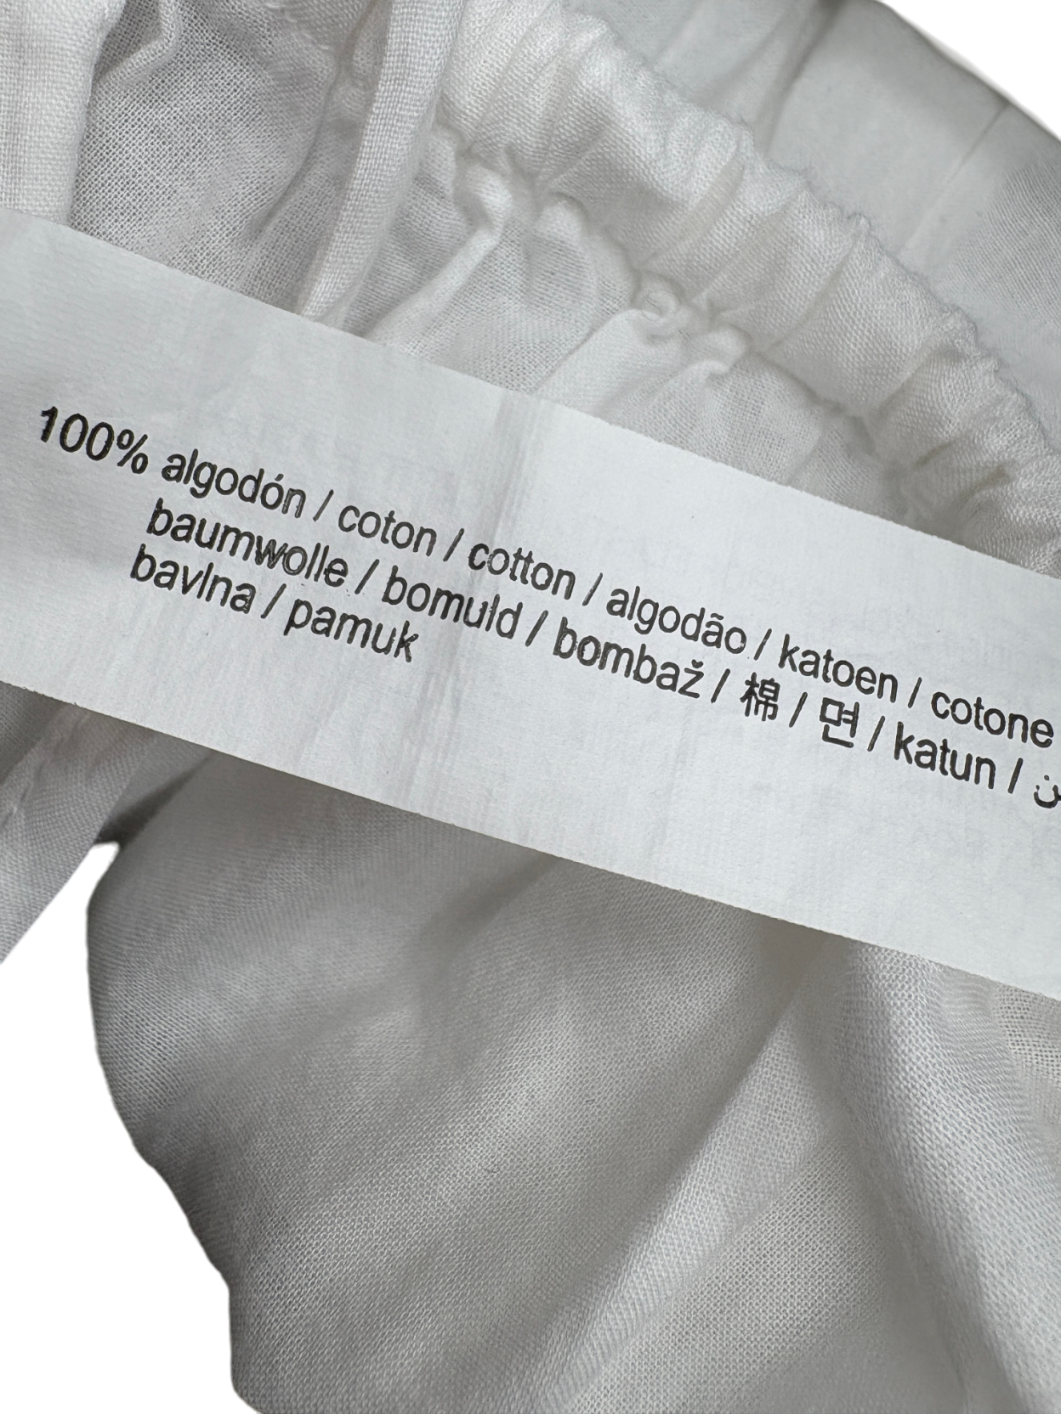 100% algodón / coton / cotton / algodão / katoen / cotone
baumwolle / bomuld / bombaž / 棉 / 면 / katun /
bavlna / pamuk